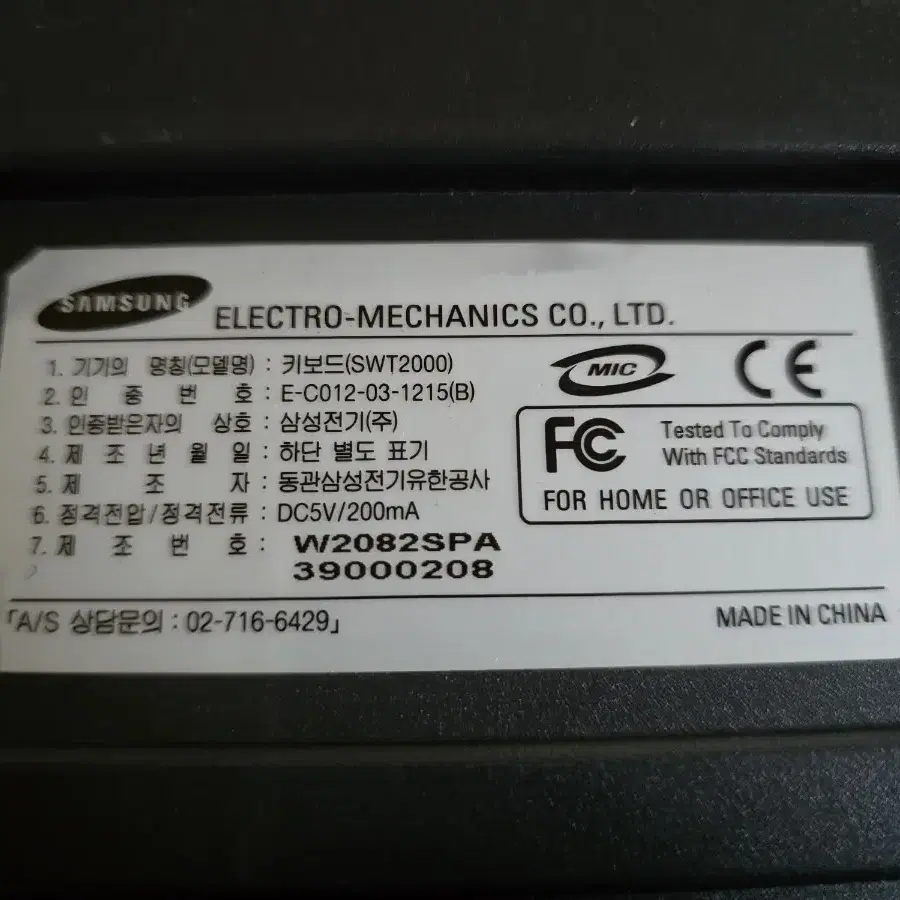 SAMSUNG ELECTRO-MECHANICS CO., LTD.
1. 기기의 명칭(모델명) : 키보드(SWT2000)
2. 인 증 번 호 : E-C012-03-1215(B)
3. 인증받은자의 상호 : 삼성전기(주)
4. 제 조 년 월 일 : 하단 별도 표기
5. 제 조 자 : 동관삼성전기유한공사
6. 정격전압/정격전류 : DC5V/200mA
7. 제 조 번 호 : W2082SPA
39000208
MIC CE
FC Tested To Comply
With FCC Standards
FOR HOME OR OFFICE USE
「A/S 상담문의 : 02-716-6429」
MADE IN CHINA